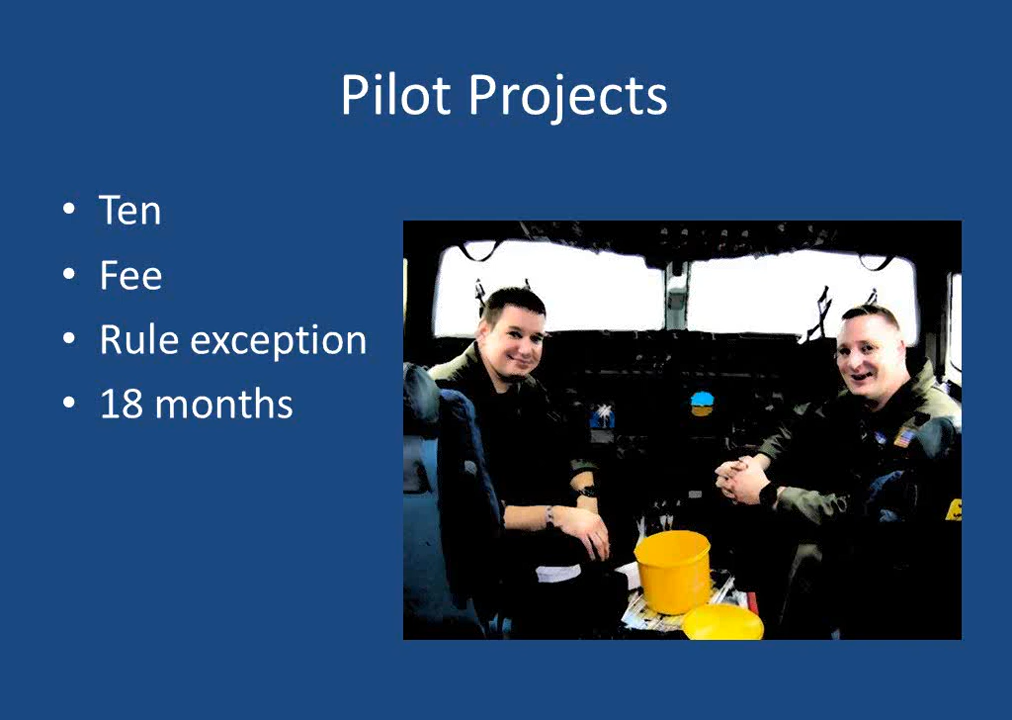 Pilot Projects
• Ten
• Fee
• Rule exception
• 18 months